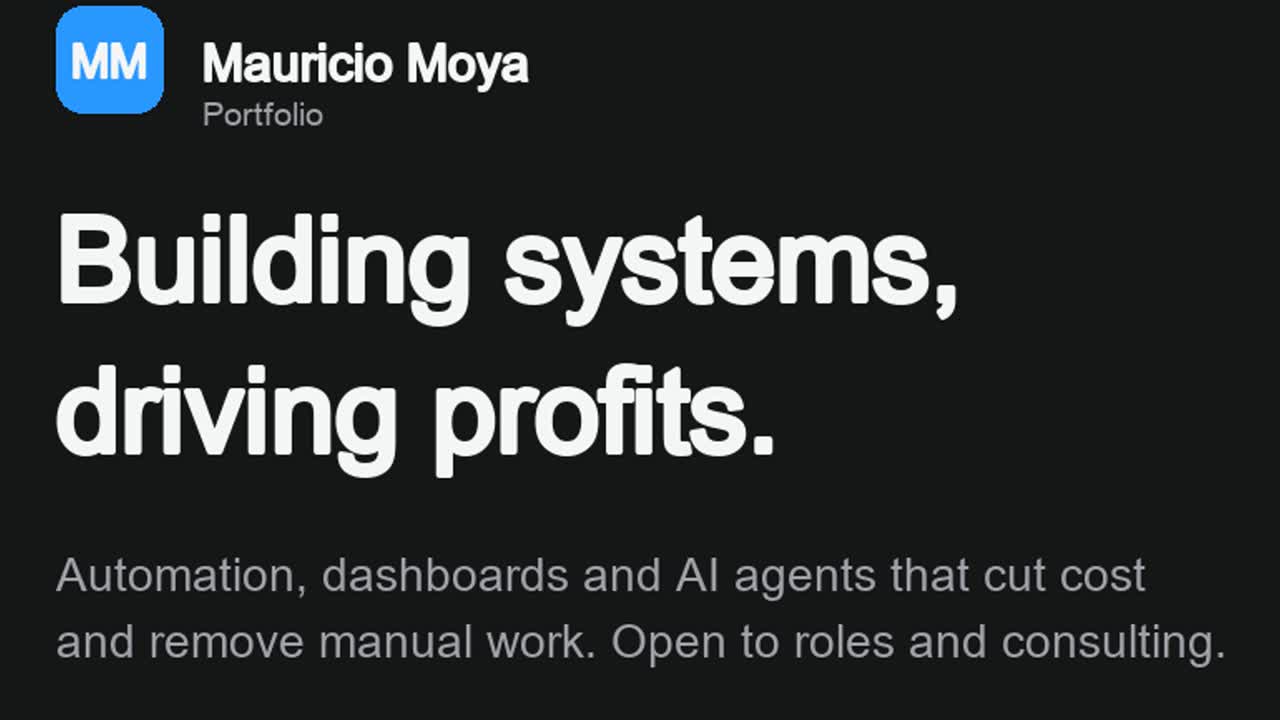 MM
Mauricio Moya
Portfolio
Building systems,
driving profits.
Automation, dashboards and AI agents that cut cost
and remove manual work. Open to roles and consulting.